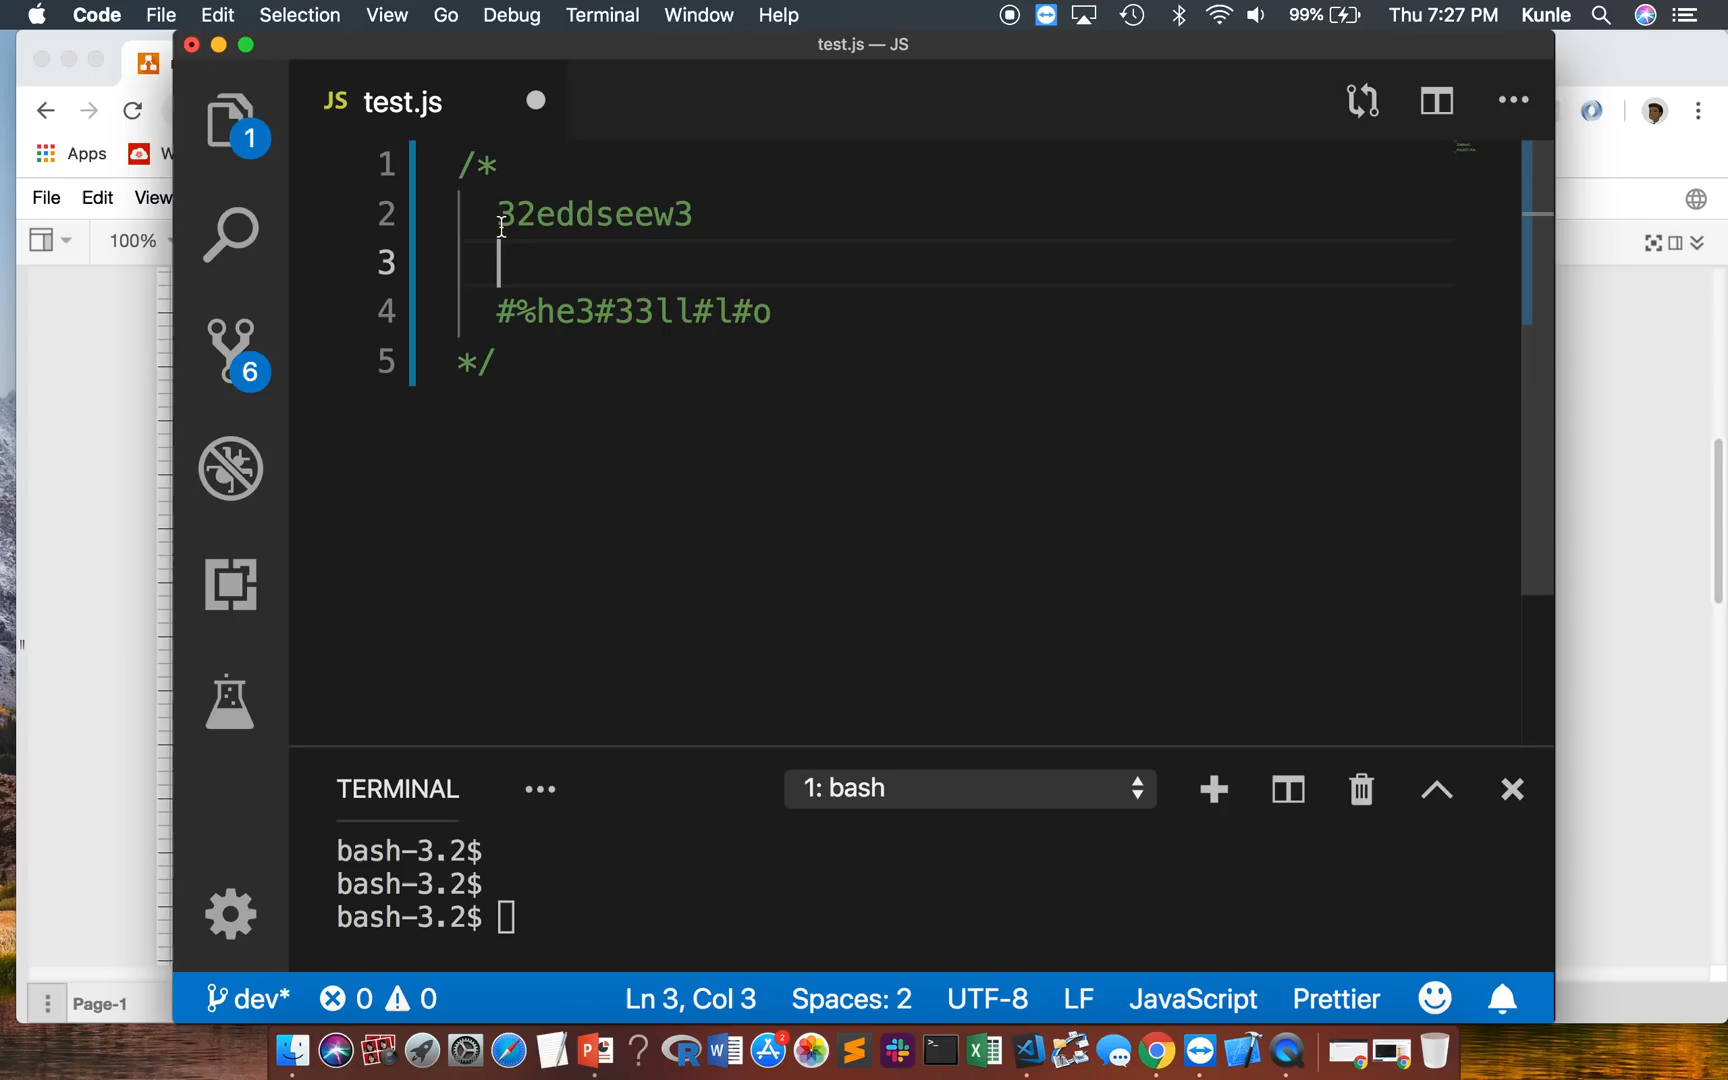 Code File Edit Selection View Go Debug Terminal Window Help 99% Thu 7:27 PM Kunle
test.js — JS
JS test.js
1
Apps
File Edit View
100%
1 /*
2 32eddseew3
3
4 #%he3#33ll#l#o
5 */
6
TERMINAL
1: bash
bash-3.2$
bash-3.2$
bash-3.2$
Page-1
dev* 0 0 Ln 3, Col 3 Spaces: 2 UTF-8 LF JavaScript Prettier
2